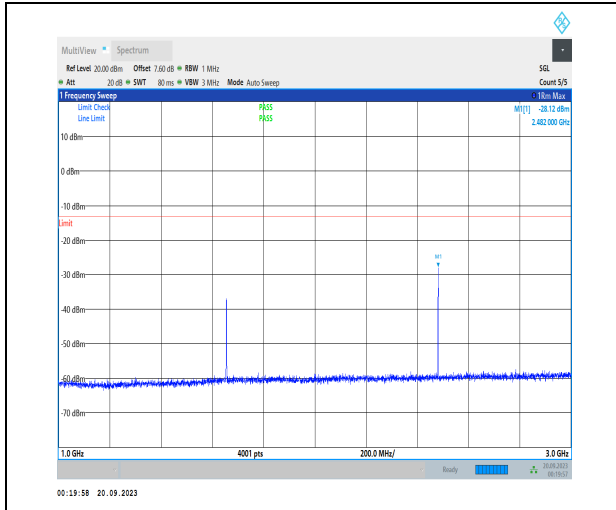 MultiView Spectrum
Ref Level 20.00 dBm Offset 7.60 dB RBW 1 MHz SGL
Att 20 dB SWT 80 ms VBW 3 MHz Mode Auto Sweep Count 5/5
1 Frequency Sweep 1Rm Max
Limit Check PASS M1[1] -28.12 dBm
Line Limit PASS 2.482 000 GHz
10 dBm
0 dBm
-10 dBm
Limit
-20 dBm
M1
-30 dBm
-40 dBm
-50 dBm
-60 dBm
-70 dBm
1.0 GHz 4001 pts 200.0 MHz/ 3.0 GHz
Ready 20.09.2023
00:19:57
00:19:58 20.09.2023